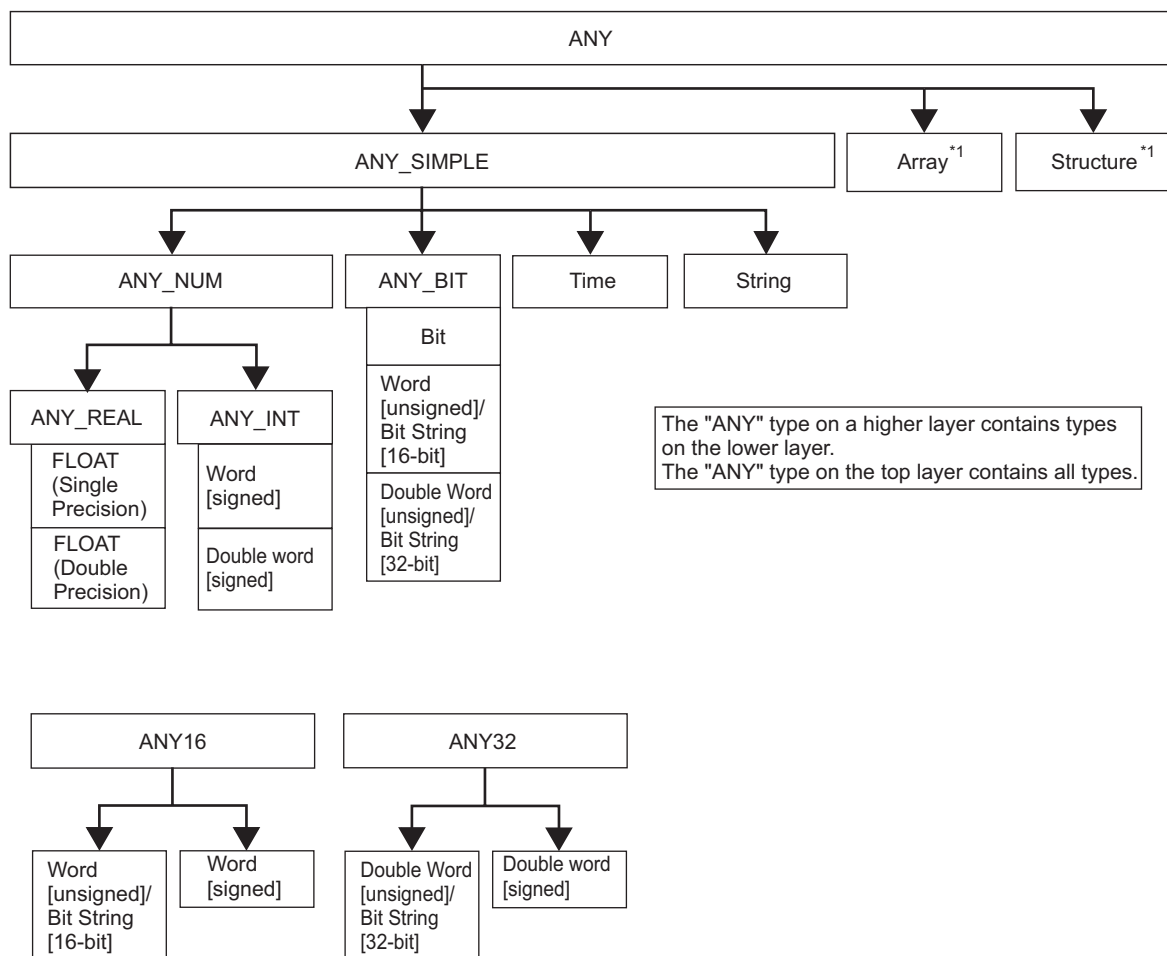 ANY
ANY_SIMPLE
Array*1
Structure*1
ANY_NUM
ANY_BIT
Time
String
Bit
ANY_REAL
ANY_INT
Word
[unsigned]/
Bit String
[16-bit]
FLOAT
(Single
Precision)
Word
[signed]
Double Word
[unsigned]/
Bit String
[32-bit]
FLOAT
(Double
Precision)
Double word
[signed]
The "ANY" type on a higher layer contains types
on the lower layer.
The "ANY" type on the top layer contains all types.
ANY16
ANY32
Word
[unsigned]/
Bit String
[16-bit]
Word
[signed]
Double Word
[unsigned]/
Bit String
[32-bit]
Double word
[signed]